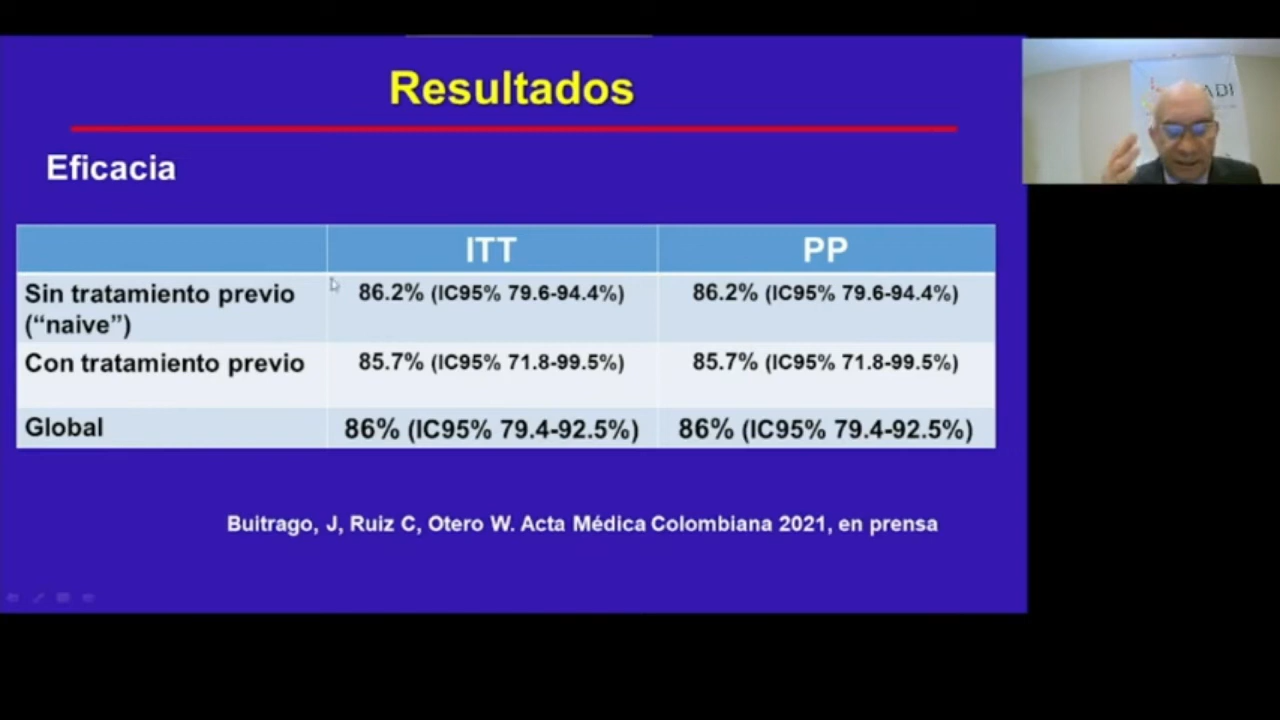 Resultados
Eficacia
ITT PP
Sin tratamiento previo 86.2% (IC95% 79.6-94.4%) 86.2% (IC95% 79.6-94.4%)
(“naive”)
Con tratamiento previo 85.7% (IC95% 71.8-99.5%) 85.7% (IC95% 71.8-99.5%)
Global 86% (IC95% 79.4-92.5%) 86% (IC95% 79.4-92.5%)
Buitrago, J, Ruiz C, Otero W. Acta Médica Colombiana 2021, en prensa